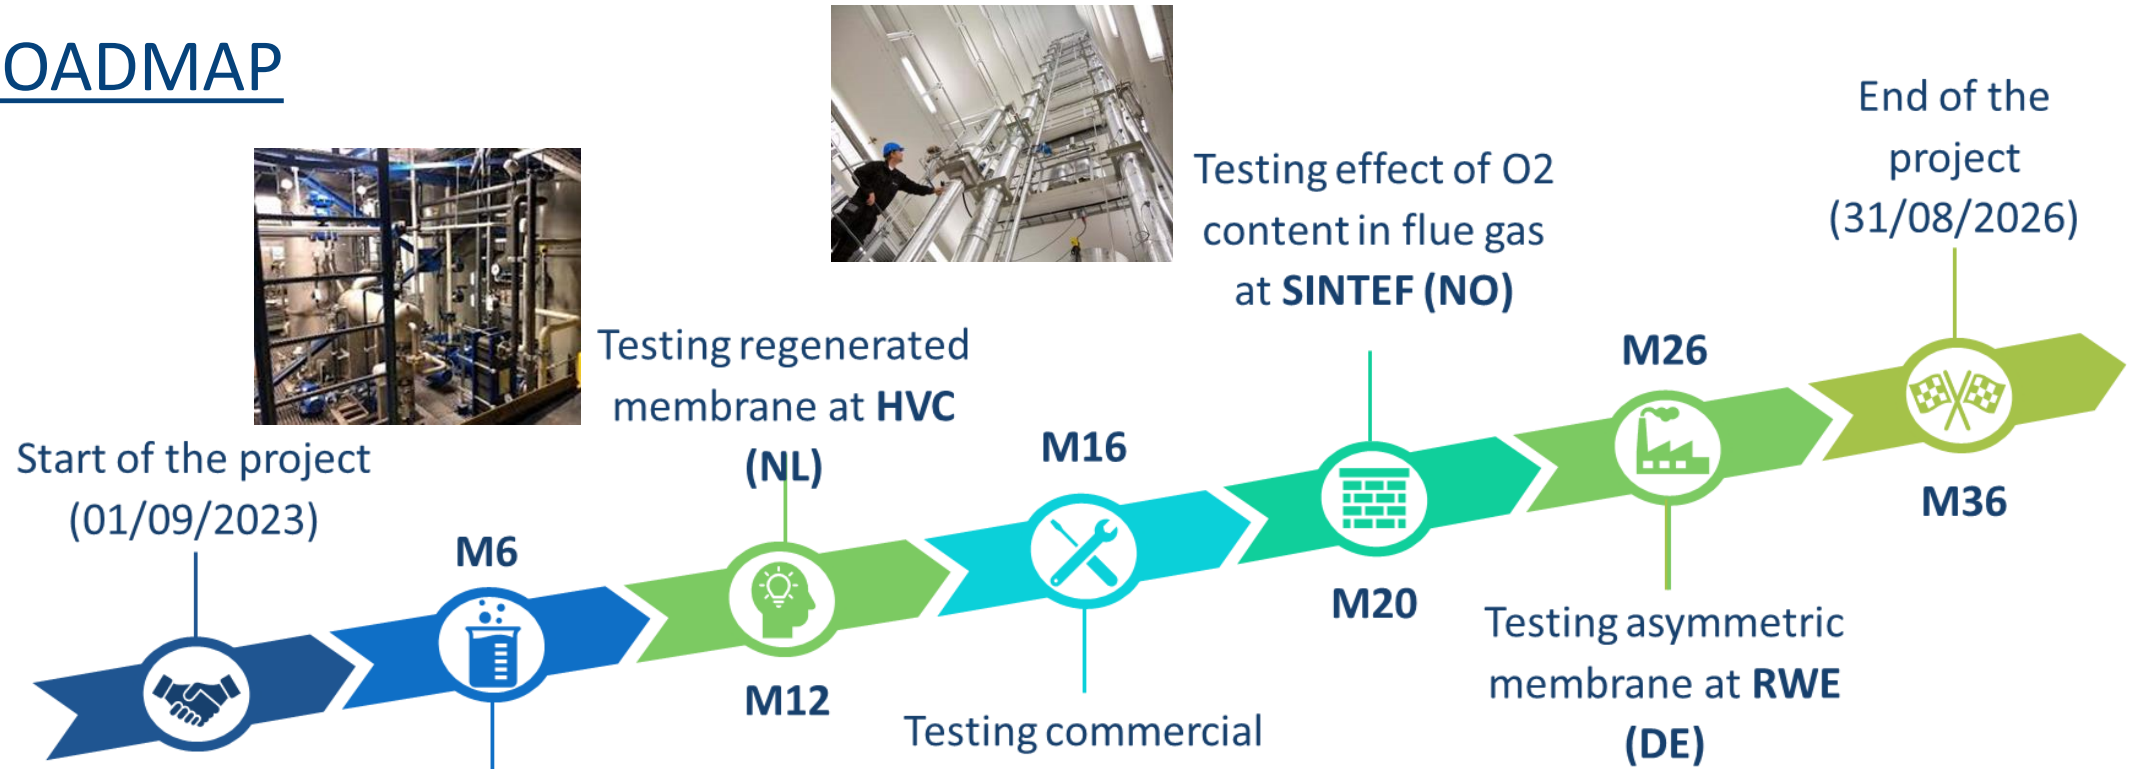 OADMAP
Start of the project
(01/09/2023)
M6
Testing regenerated
membrane at HVC
(NL)
M12
M16
Testing commercial
Testing effect of O2
content in flue gas
at SINTEF (NO)
M20
M26
Testing asymmetric
membrane at RWE
(DE)
End of the
project
(31/08/2026)
M36